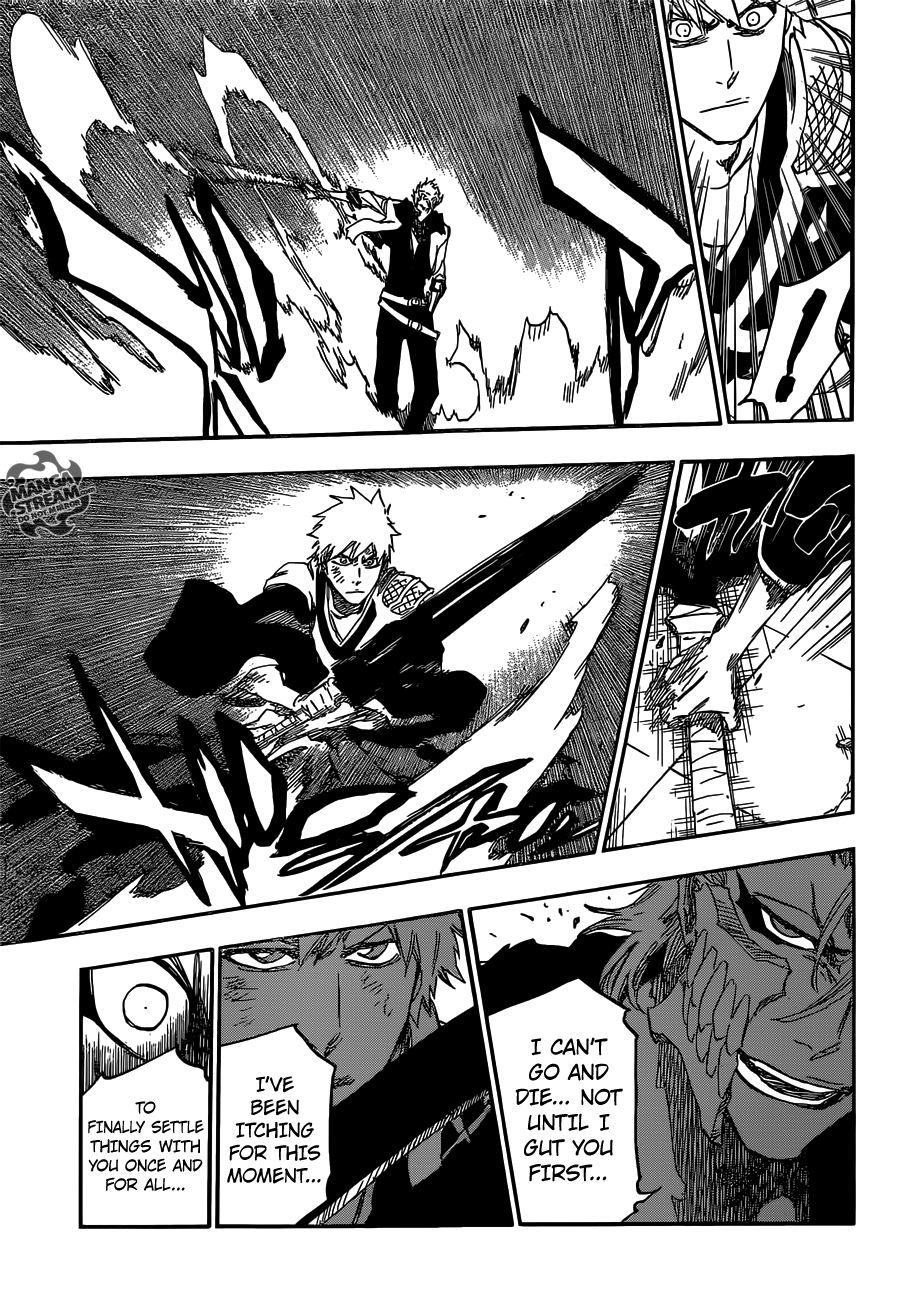 MANGA
STREAM
I CAN'T
GO AND
DIE... NOT
UNTIL I
GUT YOU
FIRST...
I'VE
BEEN
ITCHING
FOR THIS
MOMENT...
TO
FINALLY SETTLE
THINGS WITH
YOU ONCE AND
FOR ALL...